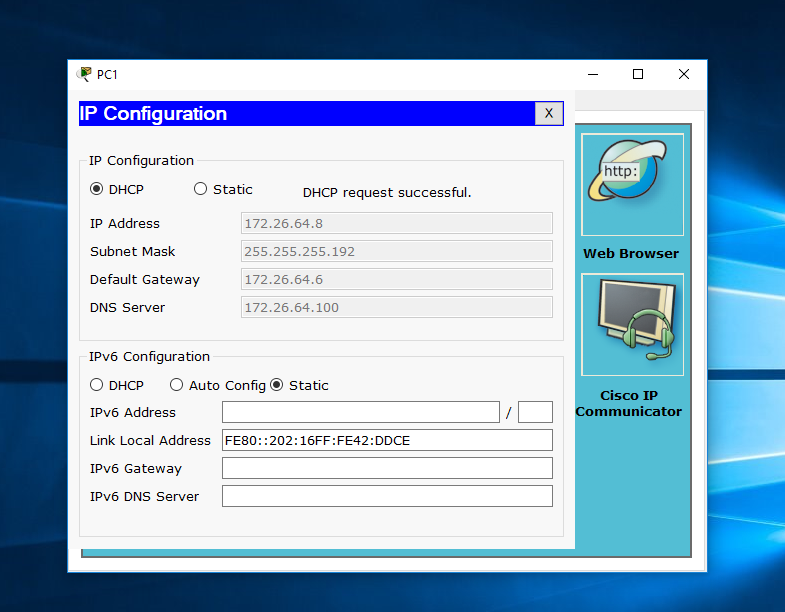 PC1
IP Configuration X
IP Configuration
DHCP Static DHCP request successful.
IP Address 172.26.64.8
Subnet Mask 255.255.255.192
Default Gateway 172.26.64.6
DNS Server 172.26.64.100
IPv6 Configuration
DHCP Auto Config Static
IPv6 Address /
Link Local Address FE80::202:16FF:FE42:DDCE
IPv6 Gateway
IPv6 DNS Server
http:
Web Browser
Cisco IP
Communicator